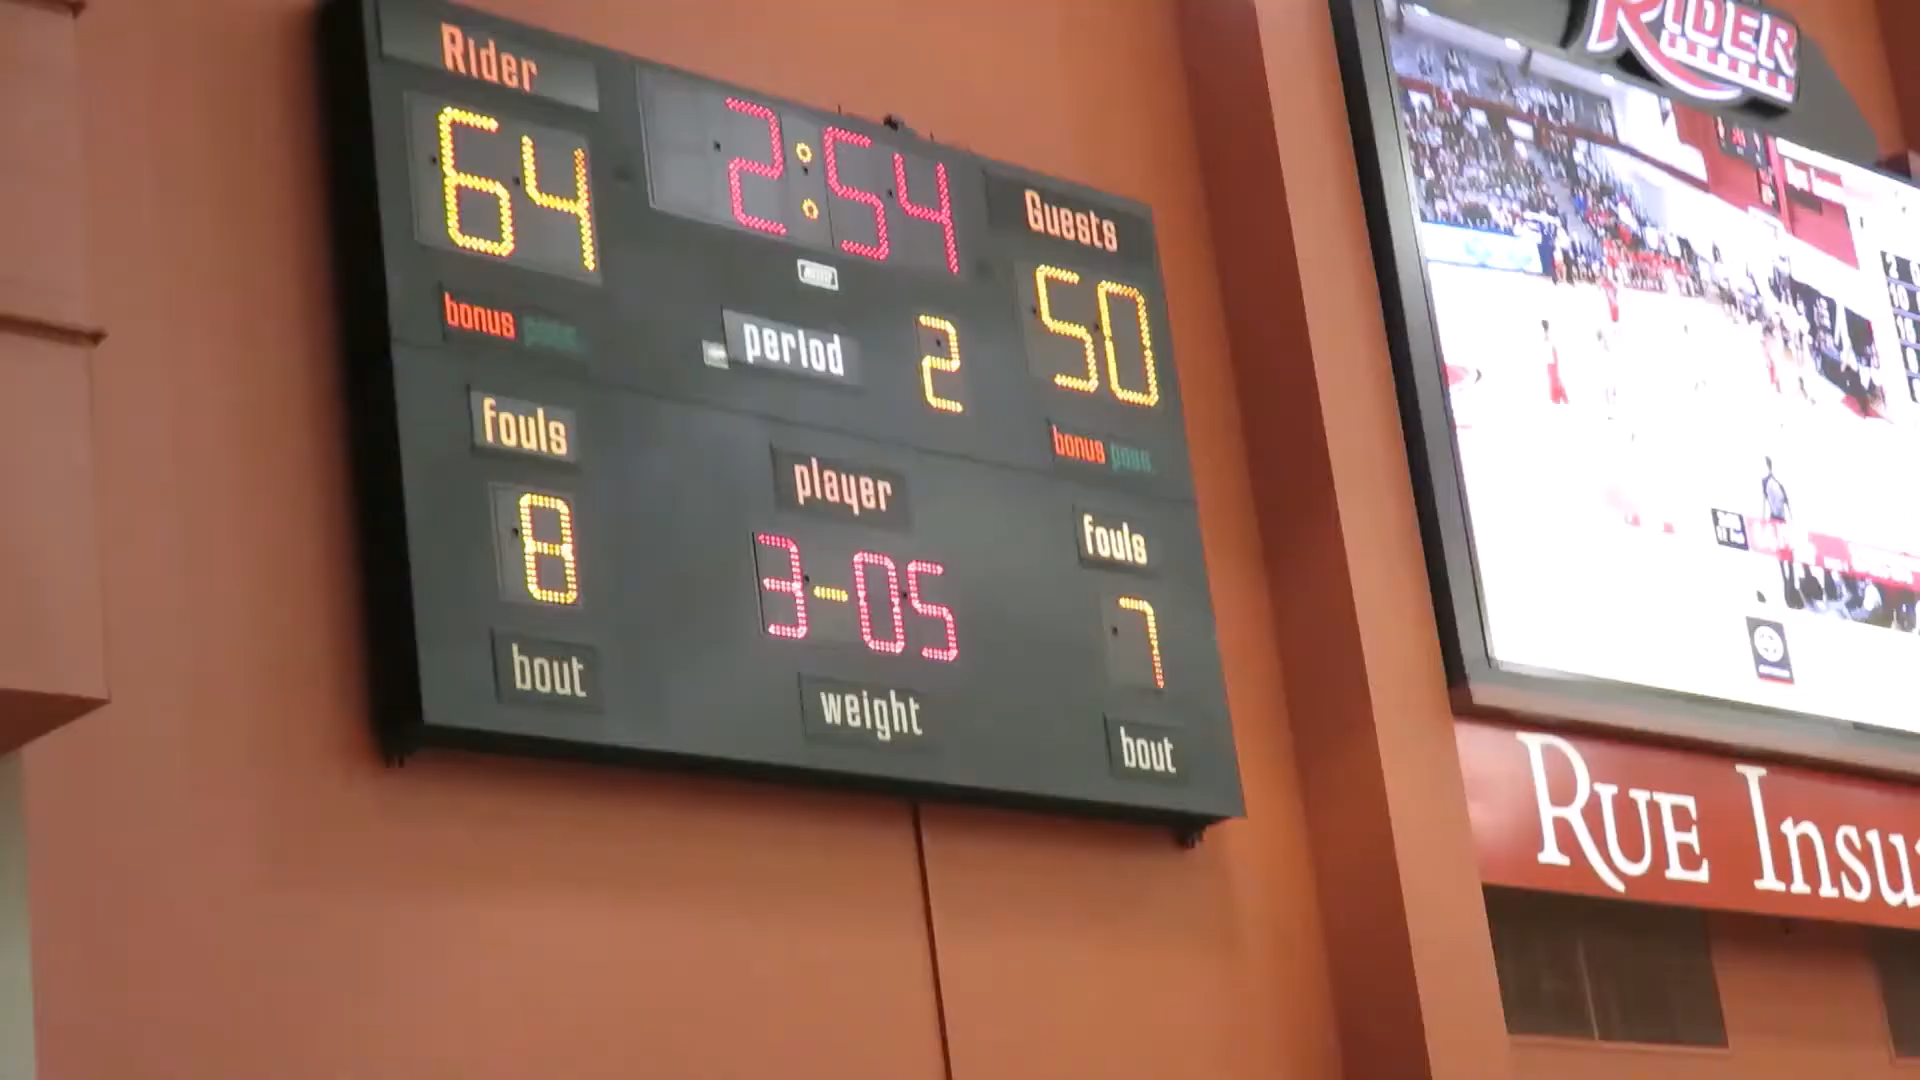 Rider
64
2:54
Guests
50
bonus poss.
period 2
bonus poss.
fouls
8
player
3-05
fouls
7
bout
weight
bout
RIDER
RUE Insu